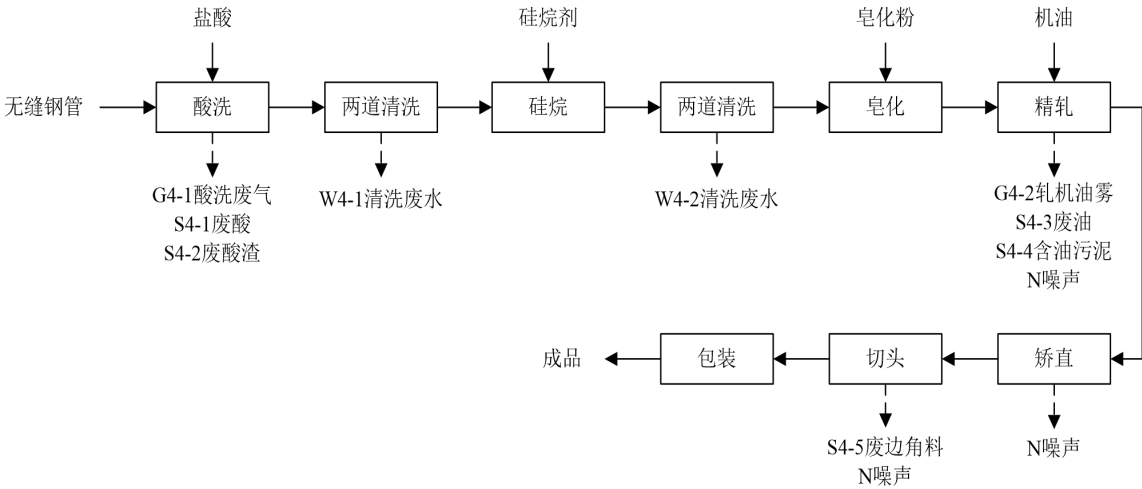 盐酸
硅烷剂
皂化粉
机油
无缝钢管
酸洗
两道清洗
硅烷
两道清洗
皂化
精轧
G4-1酸洗废气
S4-1废酸
S4-2废酸渣
W4-1清洗废水
W4-2清洗废水
G4-2轧机油雾
S4-3废油
S4-4含油污泥
N噪声
成品
包装
切头
矫直
S4-5废边角料
N噪声
N噪声